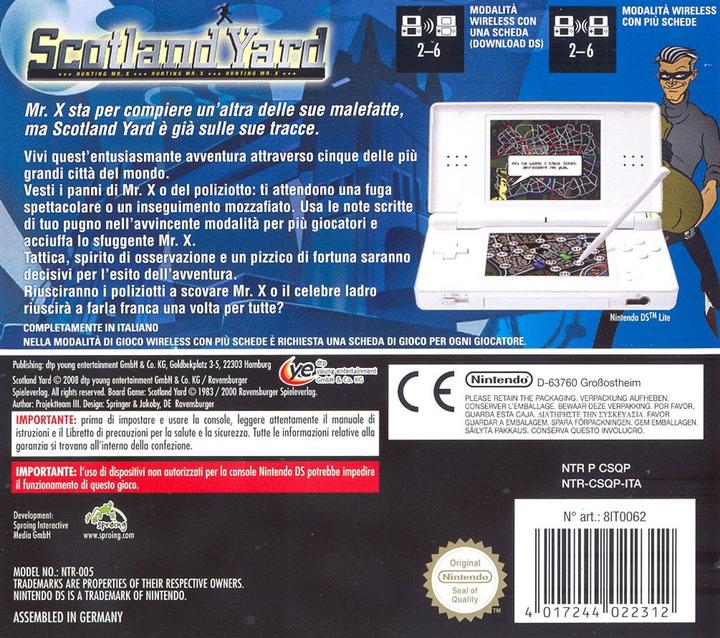 Scotland Yard
••• HUNTING MR. X ••• HUNTING MR. X ••• HUNTING MR. X •••
2-6
MODALITÀ
WIRELESS CON
UNA SCHEDA
(DOWNLOAD DS)
2-6
MODALITÀ WIRELESS
CON PIÙ SCHEDE
Mr. X sta per compiere un'altra delle sue malefatte,
ma Scotland Yard è già sulle sue tracce.
Vivi quest'entusiasmante avventura attraverso cinque delle più
grandi città del mondo.
Vesti i panni di Mr. X o del poliziotto: ti attendono una fuga
spettacolare o un inseguimento mozzafiato. Usa le note scritte
di tuo pugno nell'avvincente modalità per più giocatori e
acciuffa lo sfuggente Mr. X.
Tattica, spirito di osservazione e un pizzico di fortuna saranno
decisivi per l'esito dell'avventura.
Riusciranno i poliziotti a scovare Mr. X o il celebre ladro
riuscirà a farla franca una volta per tutte?
Nintendo DS™ Lite
COMPLETAMENTE IN ITALIANO
NELLA MODALITÀ DI GIOCO WIRELESS CON PIÙ SCHEDE È RICHIESTA UNA SCHEDA DI GIOCO PER OGNI GIOCATORE.
Publishing: dtp young entertainment GmbH & Co. KG, Goldbekplatz 3-5, 22303 Hamburg
Scotland Yard © 2008 dtp young entertainment GmbH & Co. KG / Ravensburger
Spieleverlag. All rights reserved. Board Game: Scotland Yard © 1983 / 2000 Ravensburger Spieleverlag.
Author: Projektteam III. Design: Springer & Jakoby, DE Ravensburger
ye dtp
young entertainment
GmbH & Co. KG
IMPORTANTE: prima di impostare e usare la console, leggere attentamente il manuale di
istruzioni e il Libretto di precauzioni per la salute e la sicurezza. Tutte le informazioni relative alla
garanzia si trovano all'interno della confezione.
IMPORTANTE: l'uso di dispositivi non autorizzati per la console Nintendo DS potrebbe impedire
il funzionamento di questo gioco.
CE
Nintendo D-63760 Großostheim
PLEASE RETAIN THE PACKAGING. VERPACKUNG AUFHEBEN.
CONSERVER L'EMBALLAGE. BEWAAR DEZE VERPAKKING. POR FAVOR,
GUARDA ESTA CAJA. ΔΙΑΤΗΡΕΙΤΕ ΤΗΝ ΣΥΣΚΕΥΑΣΙΑ. FAVOR
GUARDAR A EMBALAGEM. SPARA FÖRPACKNINGEN. GEM EMBALLAGEN.
SÄILYTÄ PAKKAUS. CONSERVA QUESTO INVOLUCRO.
NTR P CSQP
NTR-CSQP-ITA
Development:
Sproing Interactive
Media GmbH
sproing
www.sproing.com
N° art.: 8IT0062
4 017244 022312
Original
Nintendo
Seal of
Quality
MODEL NO.: NTR-005
TRADEMARKS ARE PROPERTIES OF THEIR RESPECTIVE OWNERS.
NINTENDO DS IS A TRADEMARK OF NINTENDO.
ASSEMBLED IN GERMANY